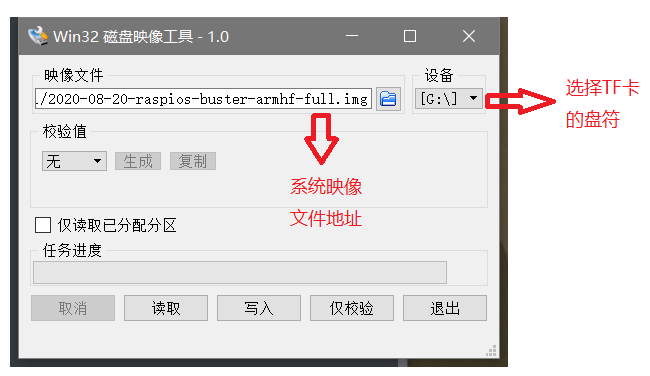 Win32 磁盘映像工具 - 1.0
映像文件
设备
./2020-08-20-raspios-buster-armhf-full.img
[G:\]
选择TF卡
的盘符
校验值
无
生成
复制
系统映像
文件地址
仅读取已分配分区
任务进度
取消
读取
写入
仅校验
退出